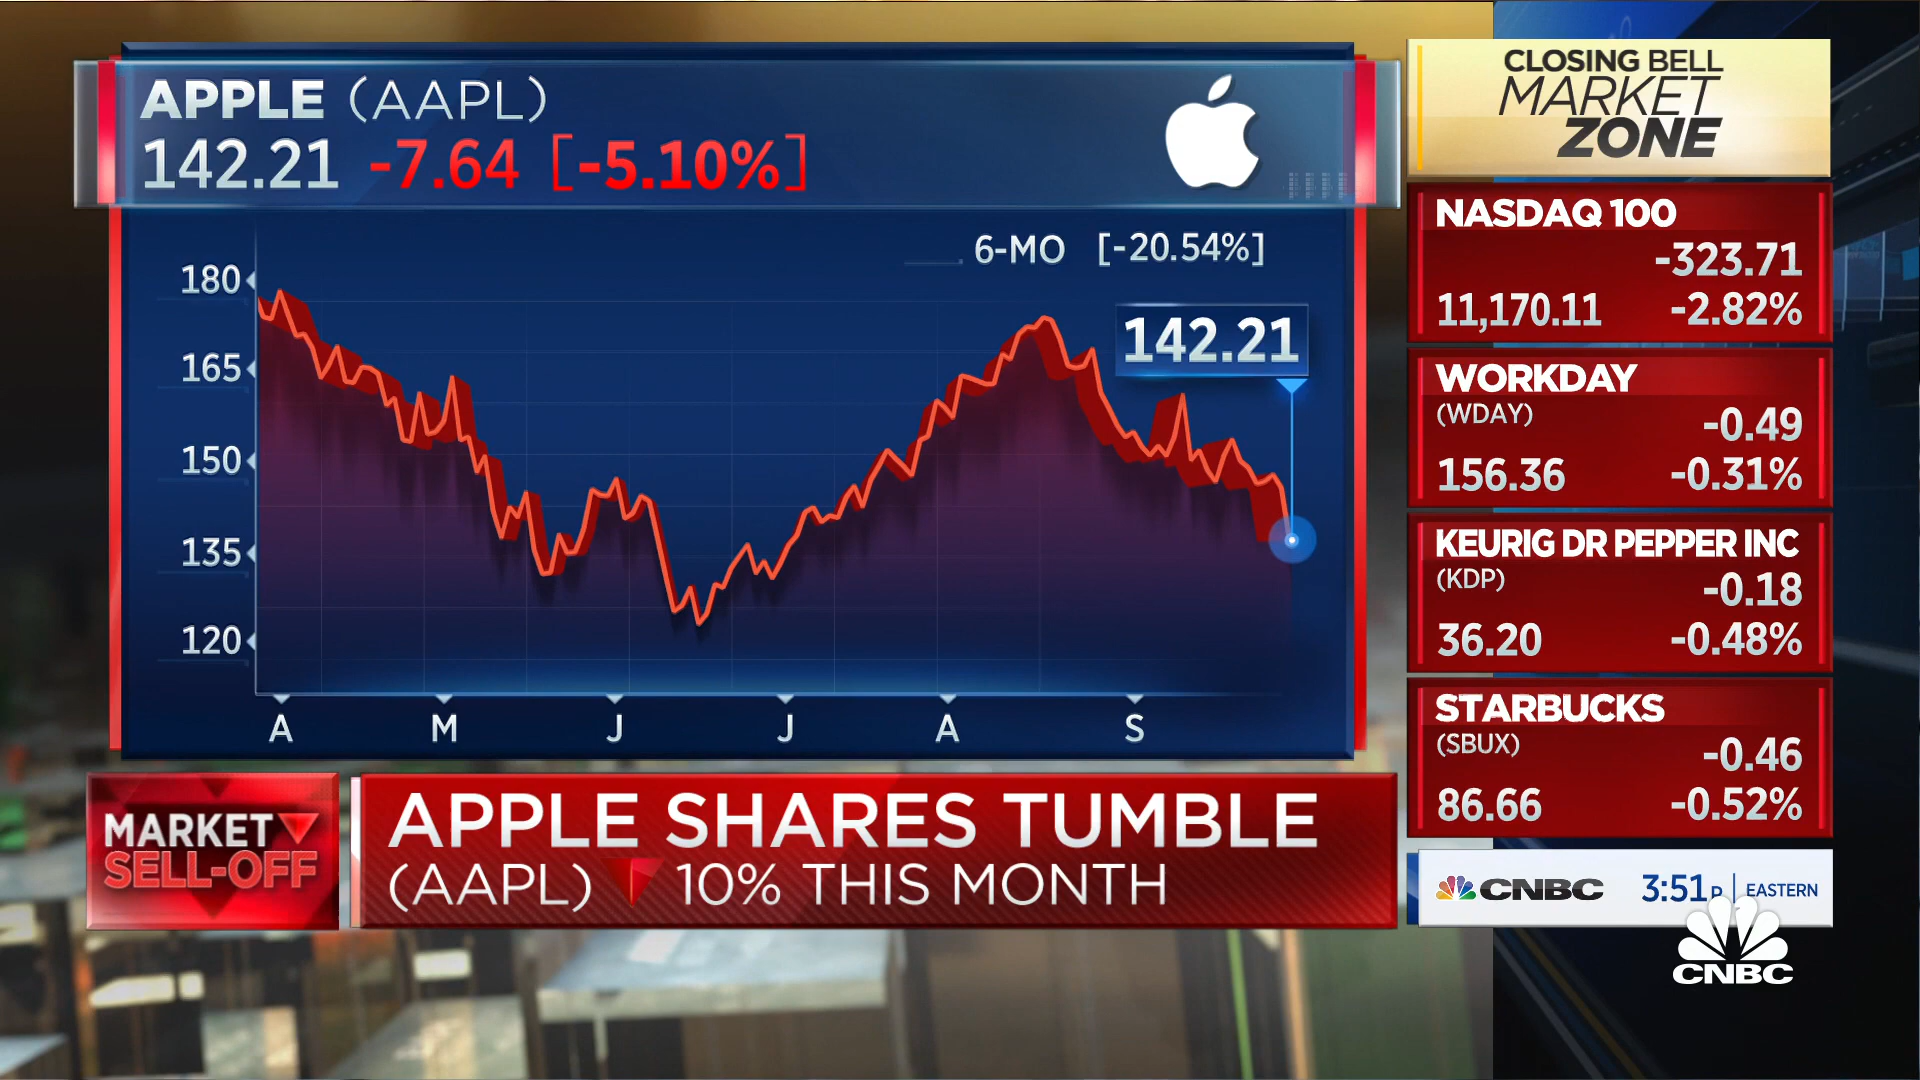 APPLE (AAPL)
142.21 -7.64 [-5.10%]
6-MO [-20.54%]
142.21
180
165
150
135
120
A M J J A S
MARKET
SELL-OFF
APPLE SHARES TUMBLE
(AAPL) 10% THIS MONTH
CLOSING BELL
MARKET
ZONE
NASDAQ 100
-323.71
11,170.11 -2.82%
WORKDAY
(WDAY) -0.49
156.36 -0.31%
KEURIG DR PEPPER INC
(KDP) -0.18
36.20 -0.48%
STARBUCKS
(SBUX) -0.46
86.66 -0.52%
CNBC 3:51P EASTERN
CNBC